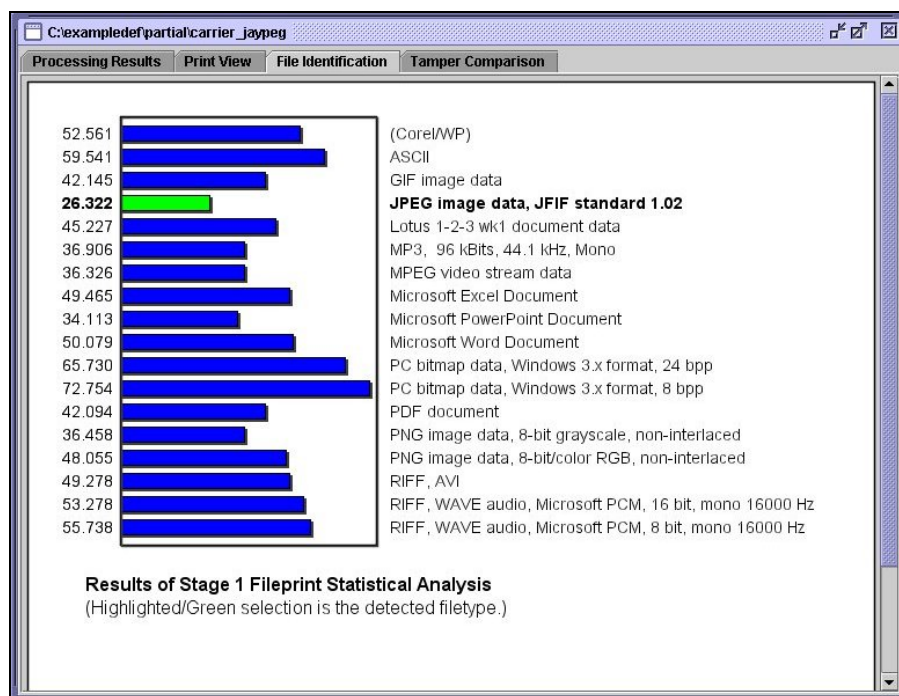 C:\exampledef\partial\carrier_jaypeg
Processing Results Print View File Identification Tamper Comparison
52.561 (Corel/WP)
59.541 ASCII
42.145 GIF image data
26.322 JPEG image data, JFIF standard 1.02
45.227 Lotus 1-2-3 wk1 document data
36.906 MP3, 96 kBits, 44.1 kHz, Mono
36.326 MPEG video stream data
49.465 Microsoft Excel Document
34.113 Microsoft PowerPoint Document
50.079 Microsoft Word Document
65.730 PC bitmap data, Windows 3.x format, 24 bpp
72.754 PC bitmap data, Windows 3.x format, 8 bpp
42.094 PDF document
36.458 PNG image data, 8-bit grayscale, non-interlaced
48.055 PNG image data, 8-bit/color RGB, non-interlaced
49.278 RIFF, AVI
53.278 RIFF, WAVE audio, Microsoft PCM, 16 bit, mono 16000 Hz
55.738 RIFF, WAVE audio, Microsoft PCM, 8 bit, mono 16000 Hz
Results of Stage 1 Fileprint Statistical Analysis
(Highlighted/Green selection is the detected filetype.)